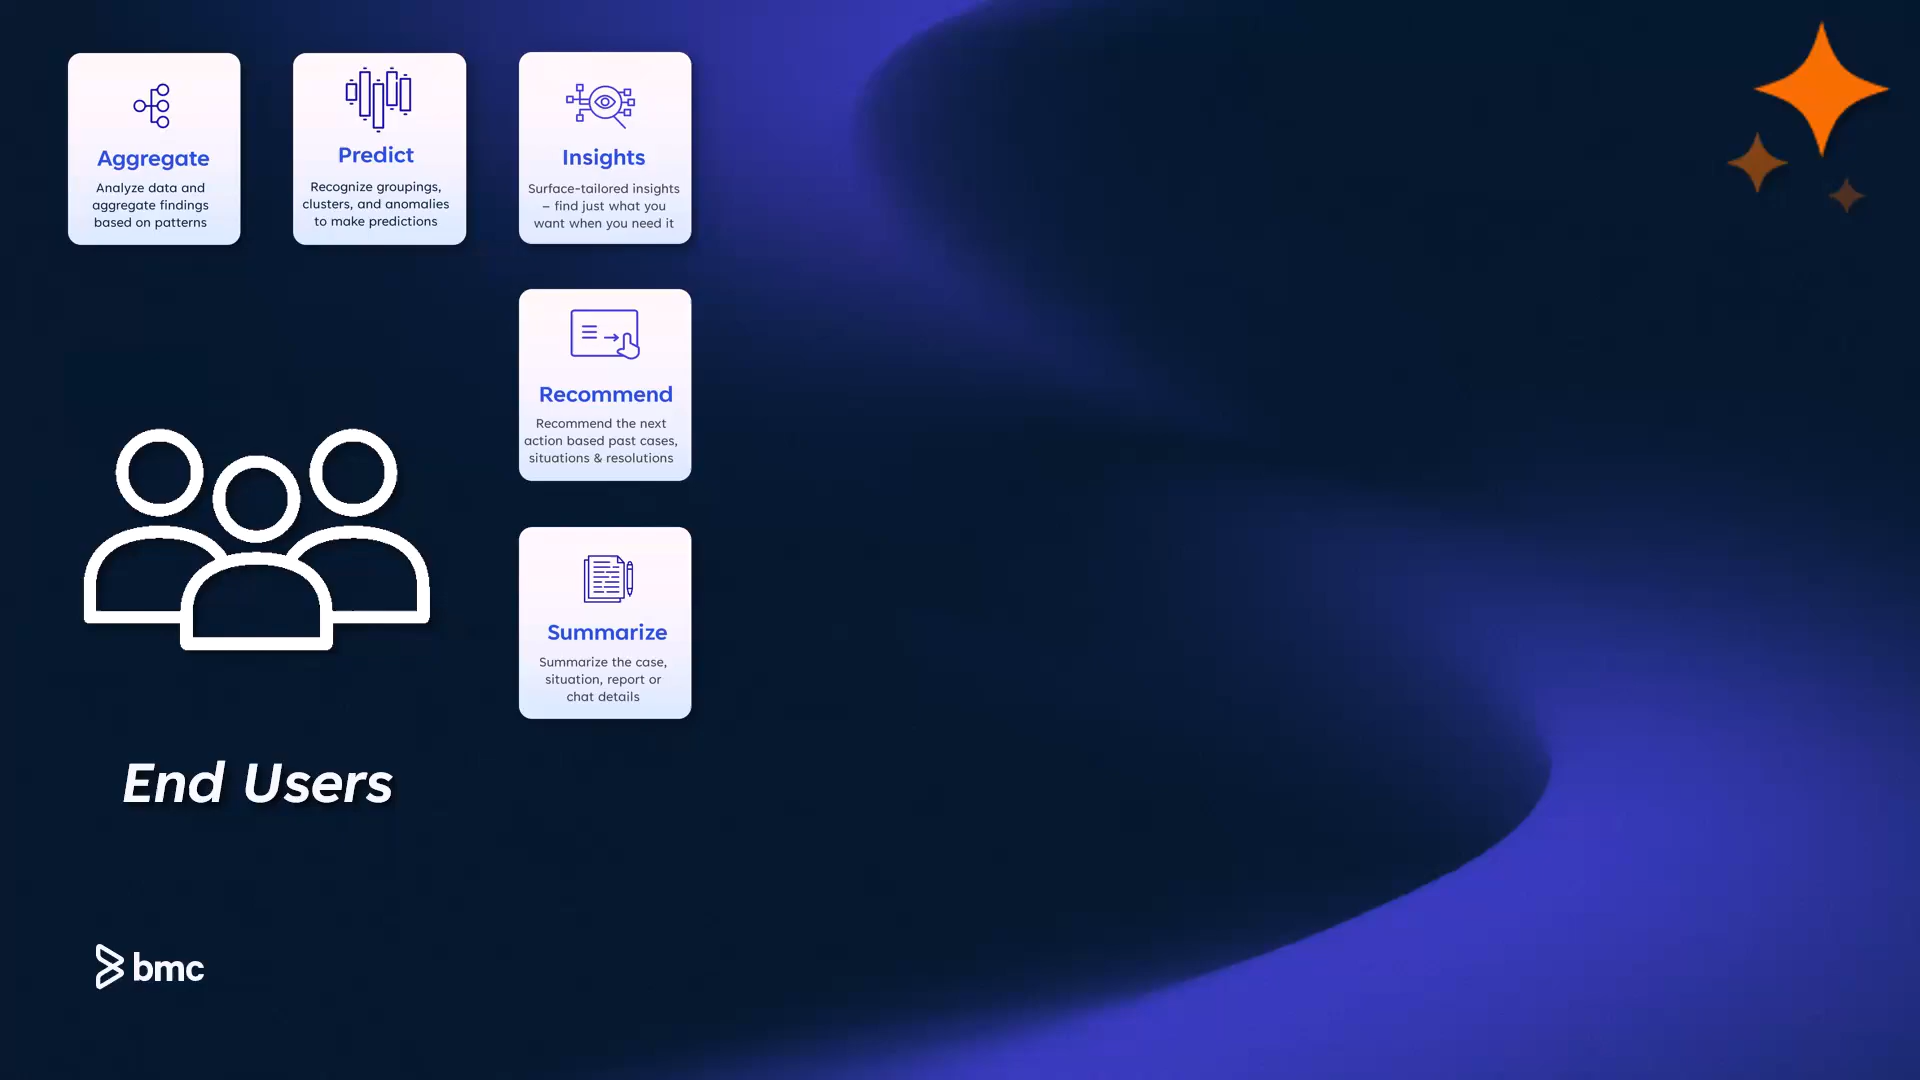 Aggregate
Analyze data and
aggregate findings
based on patterns
Predict
Recognize groupings,
clusters, and anomalies
to make predictions
Insights
Surface-tailored insights
– find just what you
want when you need it
Recommend
Recommend the next
action based past cases,
situations & resolutions
Summarize
Summarize the case,
situation, report or
chat details
End Users
bmc